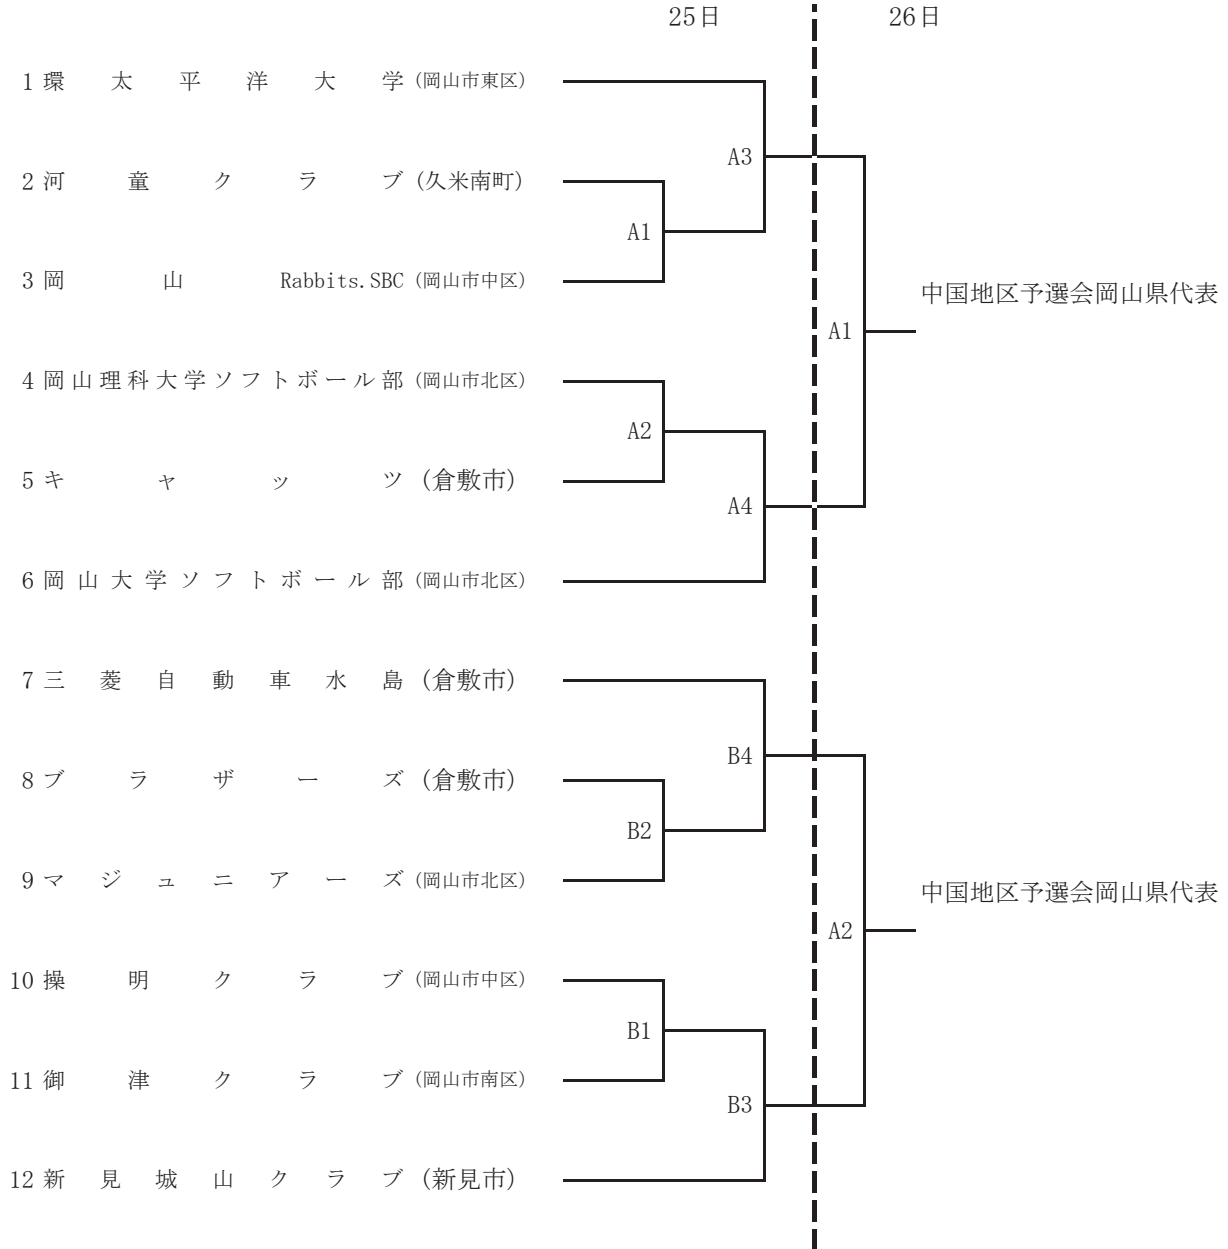 25日 26日
1 環太平洋大学 (岡山市東区)
A3
2 河童クラブ (久米南町)
A1
3 岡山 Rabbits.SBC (岡山市中区)
中国地区予選会岡山県代表
A1
4 岡山理科大学ソフトボール部 (岡山市北区)
A2
5 キャッツ (倉敷市)
A4
6 岡山大学ソフトボール部 (岡山市北区)
7 三菱自動車水島 (倉敷市)
B4
8 ブラザーズ (倉敷市)
B2
9 マジュニアーズ (岡山市北区)
中国地区予選会岡山県代表
A2
10 操明クラブ (岡山市中区)
B1
11 御津クラブ (岡山市南区)
B3
12 新見城山クラブ (新見市)